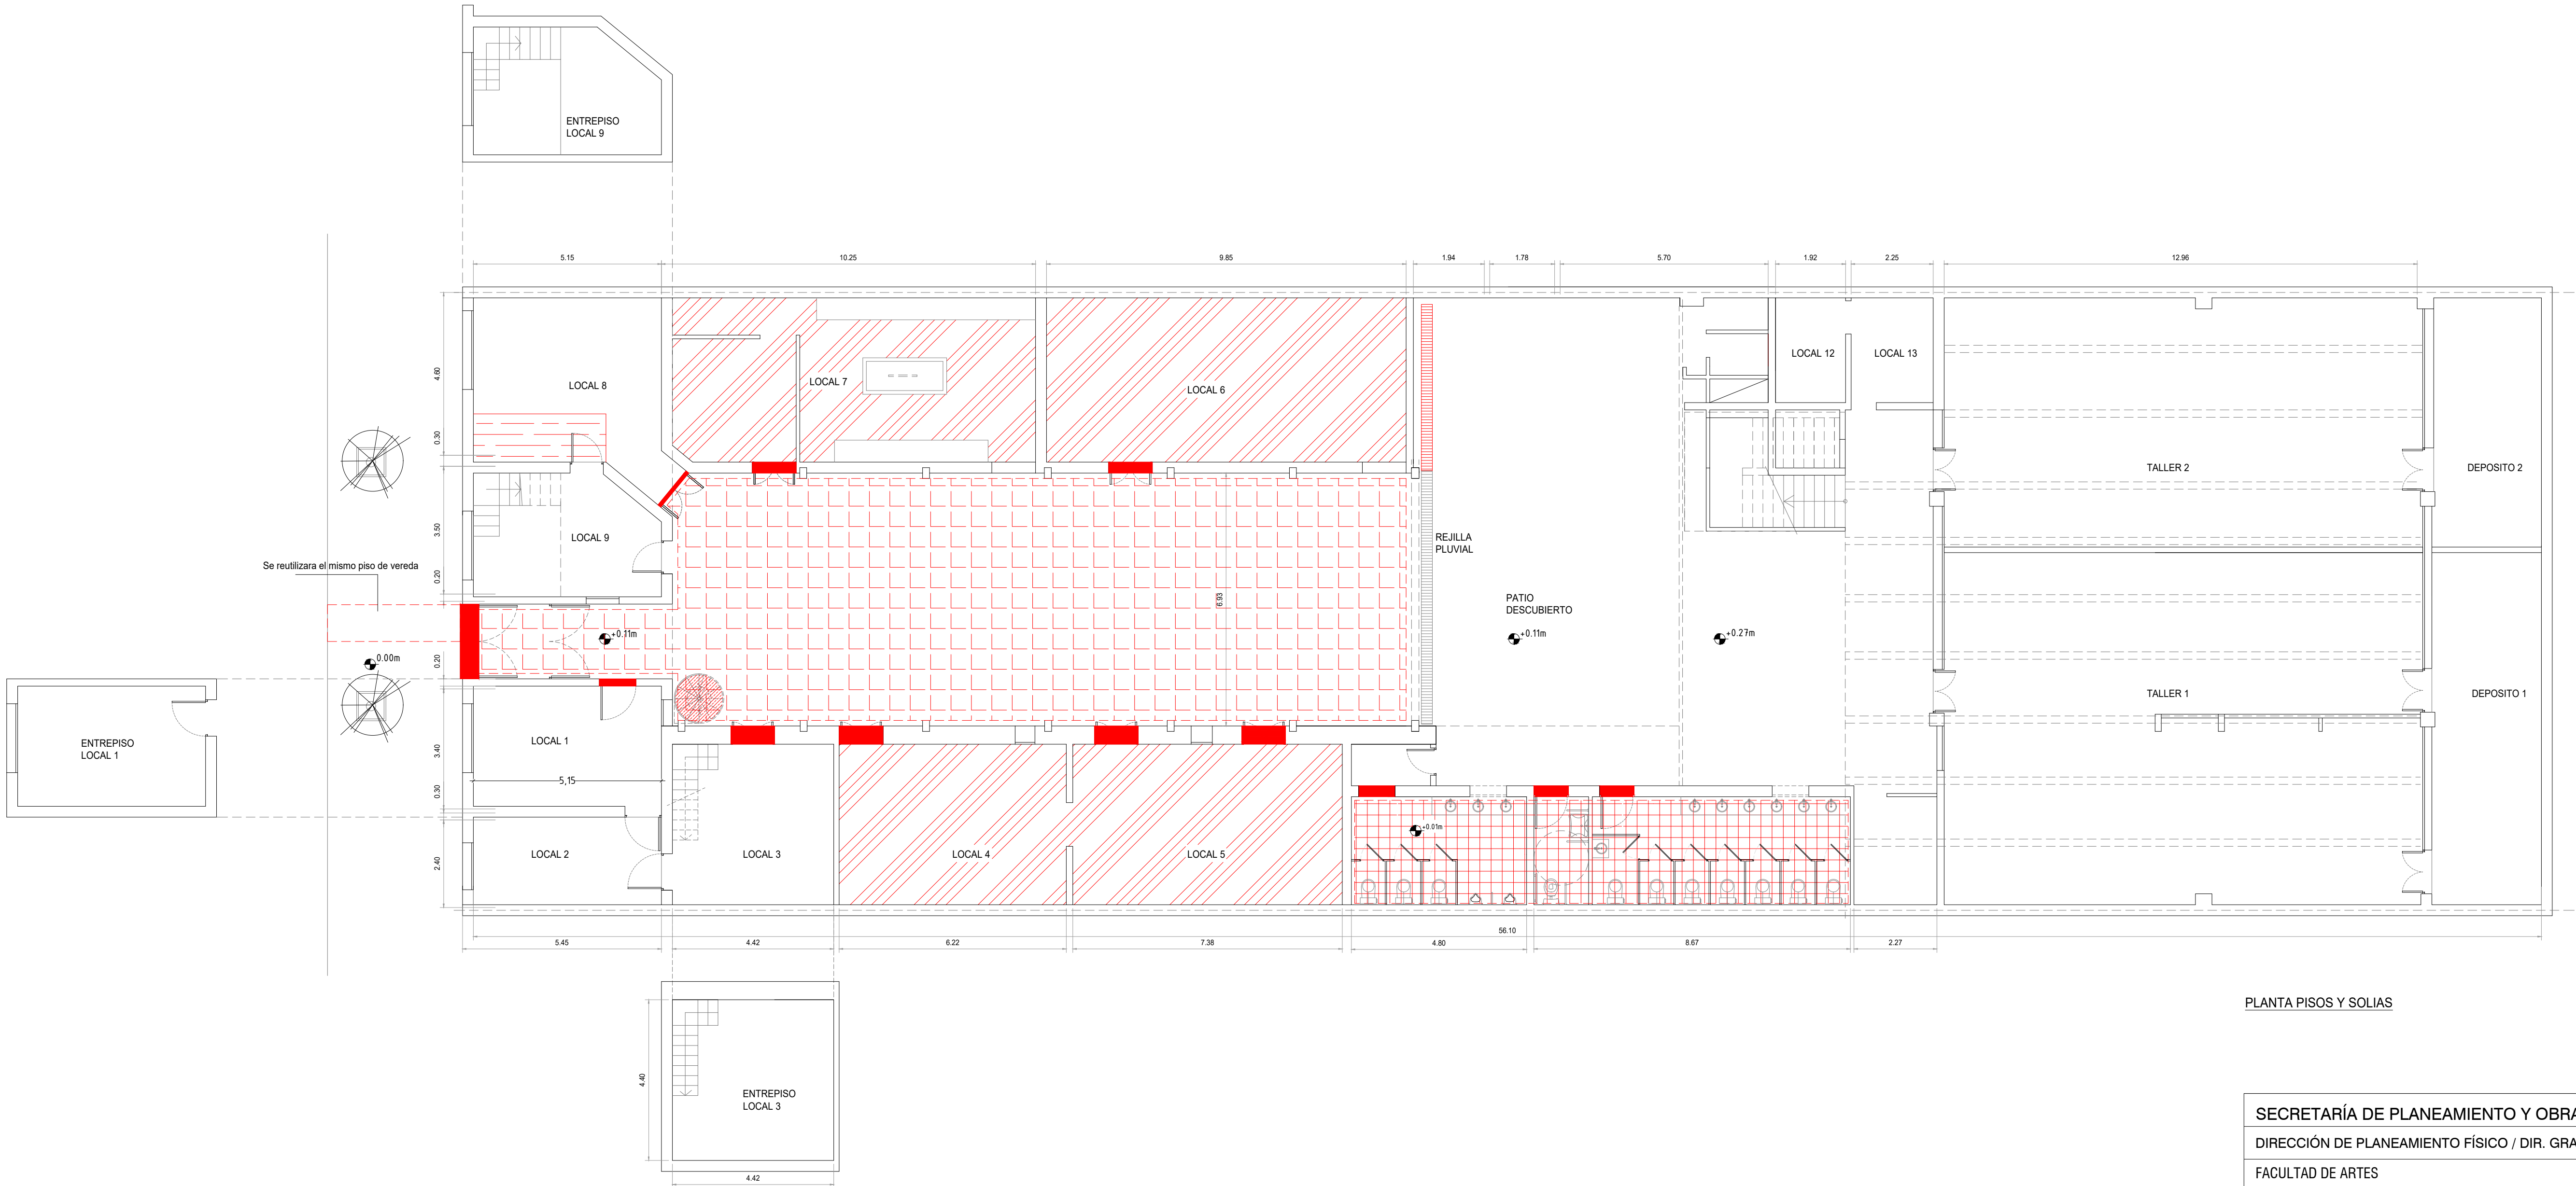 ENTREPISO
LOCAL 9
5.15
10.25
9.85
1.94
1.78
5.70
1.92
2.25
12.96
4.60
0.30
3.50
0.20
0.20
3.40
0.30
2.40
LOCAL 8
LOCAL 7
LOCAL 6
LOCAL 12
LOCAL 13
TALLER 2
DEPOSITO 2
LOCAL 9
REJILLA
PLUVIAL
Se reutilizara el mismo piso de vereda
6.93
PATIO
DESCUBIERTO
+0.11m
+0.11m
+0.27m
0.00m
TALLER 1
DEPOSITO 1
ENTREPISO
LOCAL 1
LOCAL 1
5,15
+0.01m
LOCAL 2
LOCAL 3
LOCAL 4
LOCAL 5
56.10
5.45
4.42
6.22
7.38
4.80
8.67
2.27
PLANTA PISOS Y SOLIAS
4.40
ENTREPISO
LOCAL 3
4.42
SECRETARÍA DE PLANEAMIENTO Y OBRA
DIRECCIÓN DE PLANEAMIENTO FÍSICO / DIR. GRA
FACULTAD DE ARTES